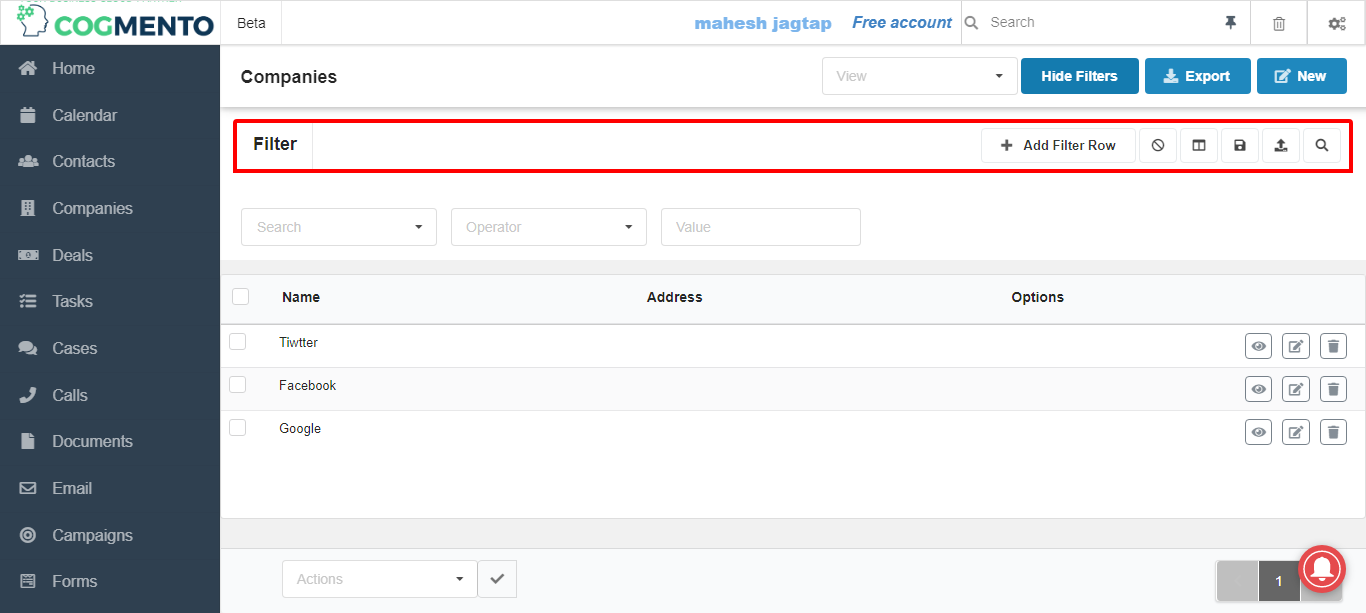 COGMENTO
Beta
mahesh jagtap
Free account
Search
Home
Calendar
Contacts
Companies
Deals
Tasks
Cases
Calls
Documents
Email
Campaigns
Forms
Companies
View
Hide Filters
Export
New
Filter
Add Filter Row
Search
Operator
Value
Name Address Options
Tiwtter
Facebook
Google
Actions
1